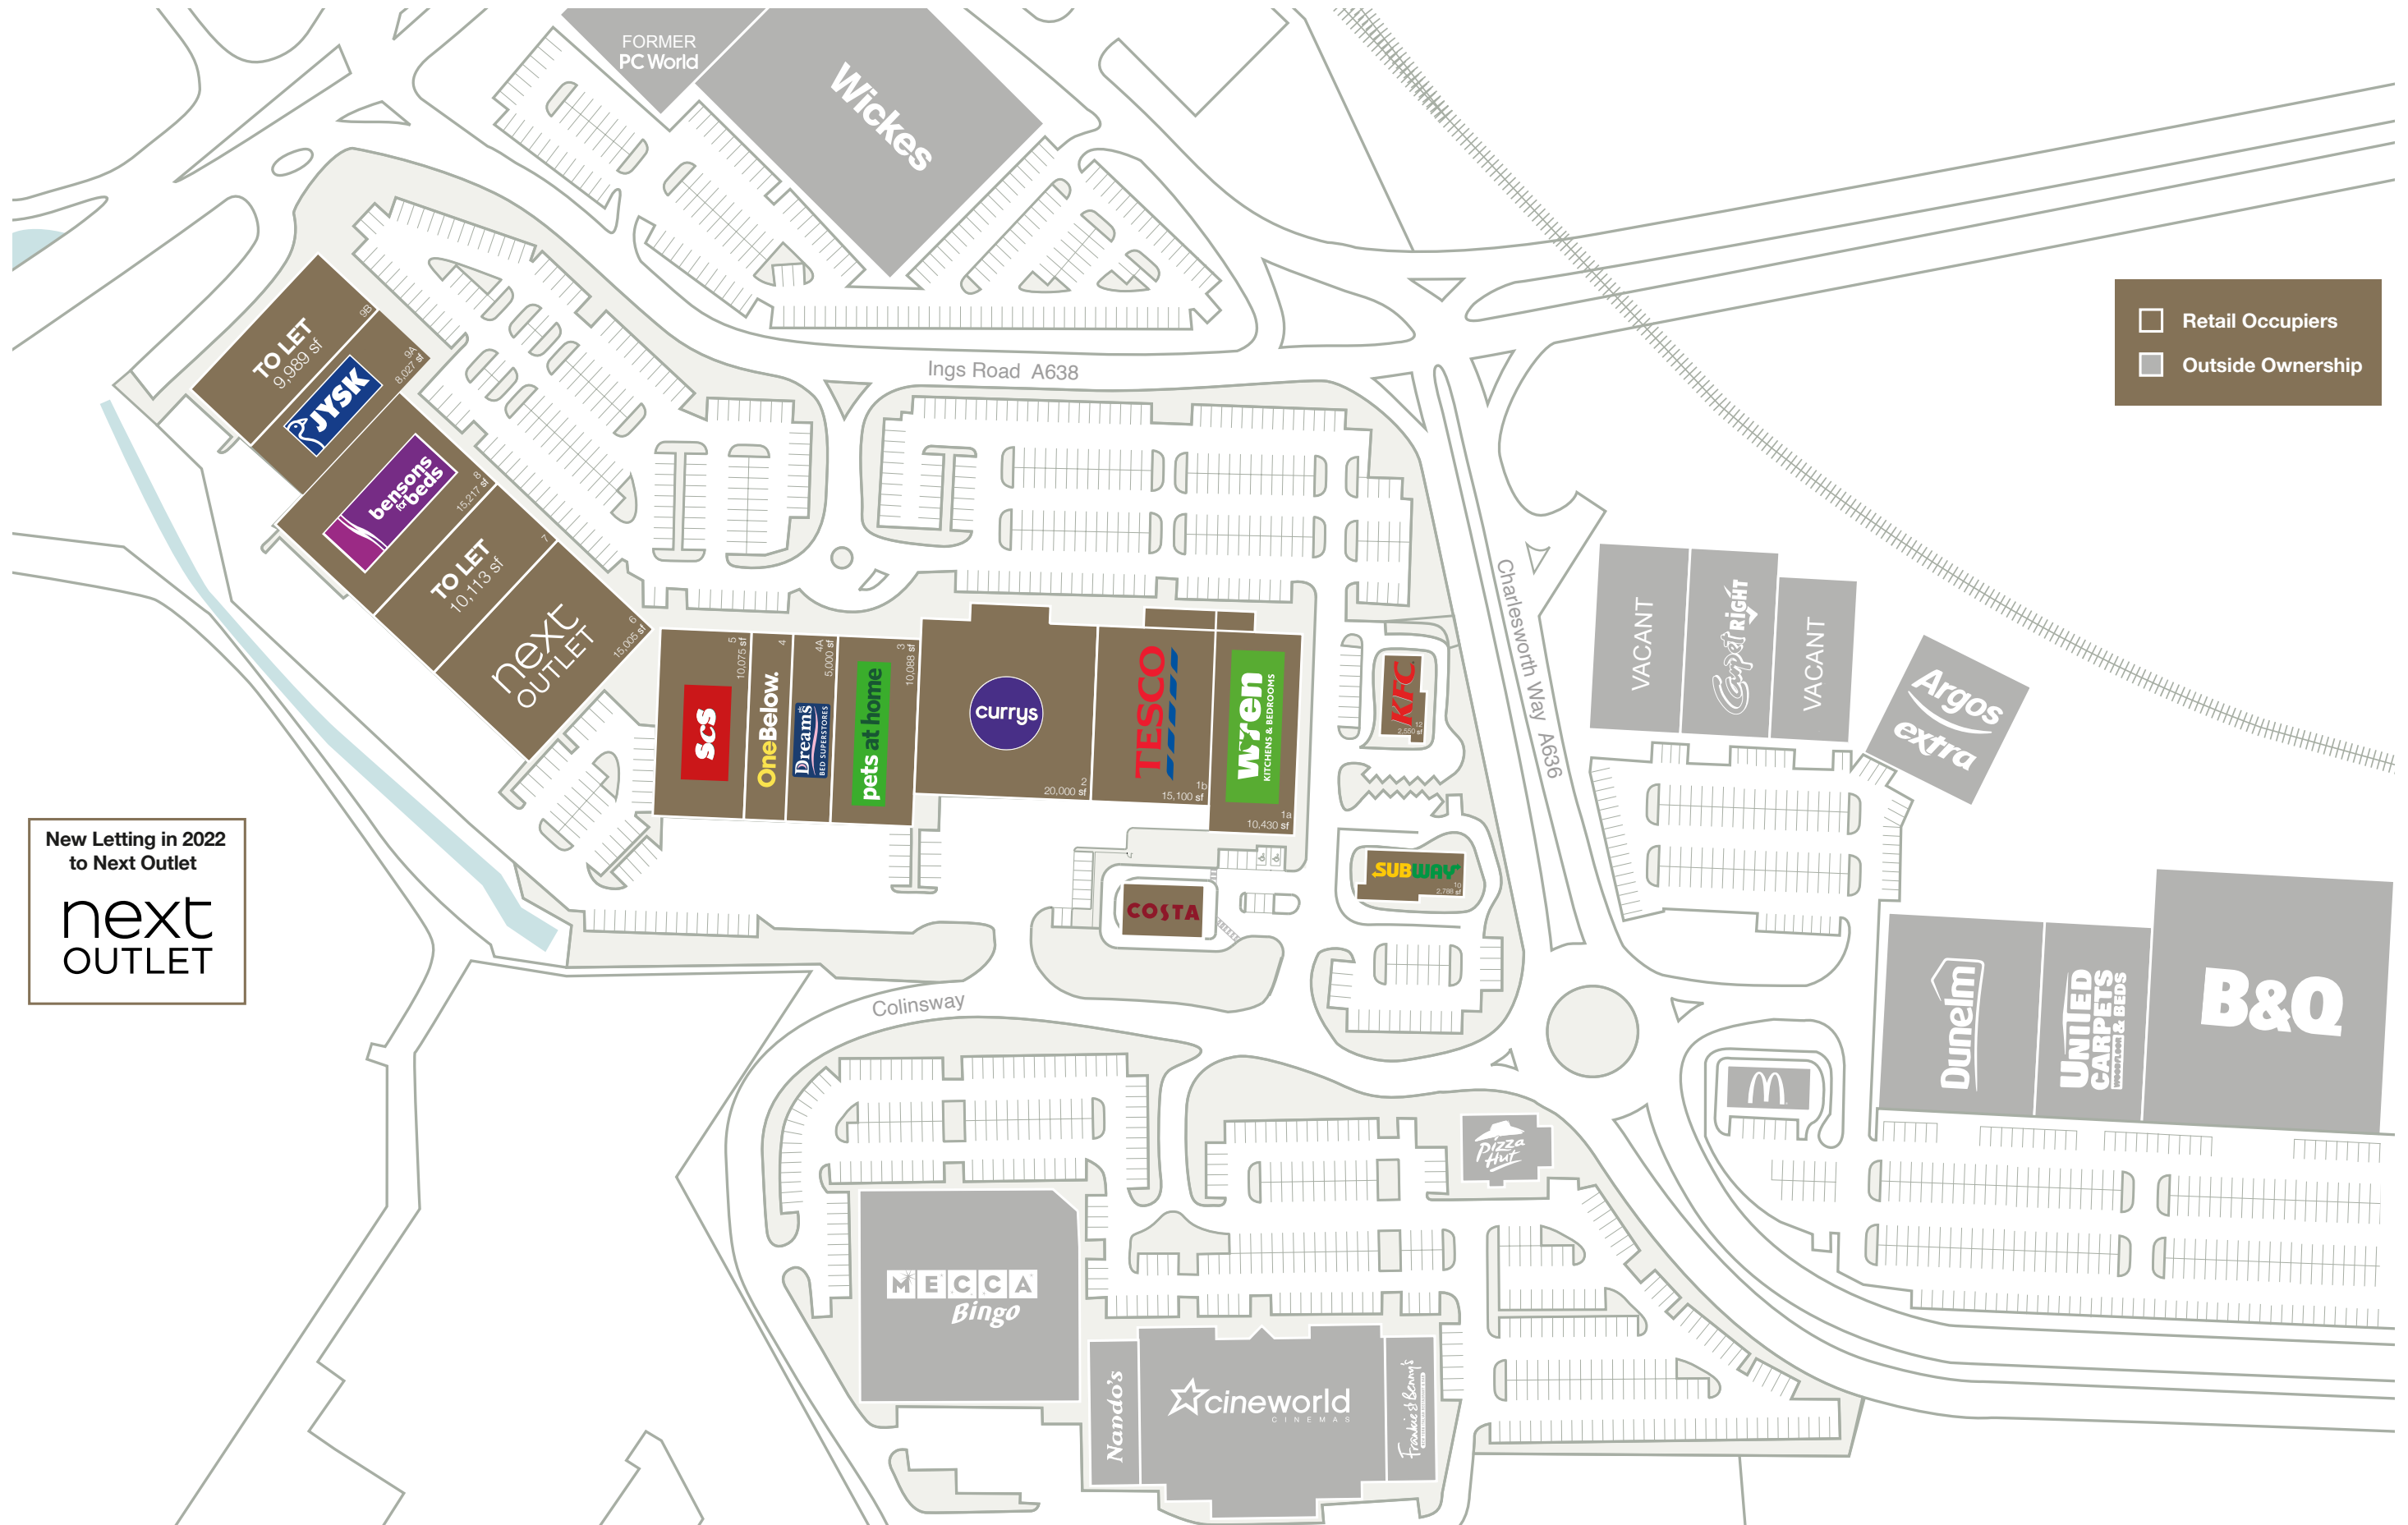 FORMER
PC World
Wickes
Ings Road A638
Retail Occupiers
Outside Ownership
9B
TO LET
9,989 sf
9A
8,027 sf
JYSK
8
15,217 sf
bensons
for beds
7
TO LET
10,113 sf
6
15,005 sf
next
OUTLET
5
10,075 sf
ScS
4
OneBelow.
4A
5,000 sf
Dreams
BED SUPERSTORES
3
10,088 sf
pets at home
currys
2
20,000 sf
TESCO
1b
15,100 sf
Wren
KITCHENS & BEDROOMS
1a
10,430 sf
KFC
12
2,550 sf
SUBWAY
10
2,788 sf
COSTA
Charlesworth Way A636
VACANT
Carpet
RIGHT
VACANT
Argos
extra
New Letting in 2022
to Next Outlet
next
OUTLET
Colinsway
Dunelm
UNITED
CARPETS
& BEDS
B&Q
M
Pizza
Hut
MECCA
Bingo
Nando's
cineworld
CINEMAS
Frankie & Benny's